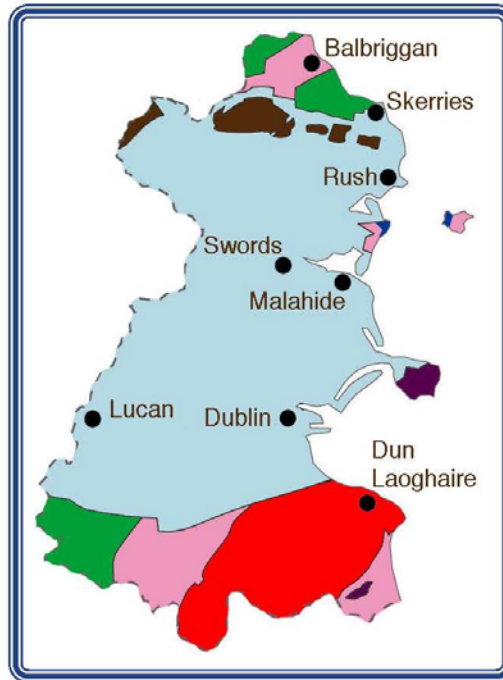 Balbriggan
Skerries
Rush
Swords
Malahide
Lucan
Dublin
Dun
Laoghaire